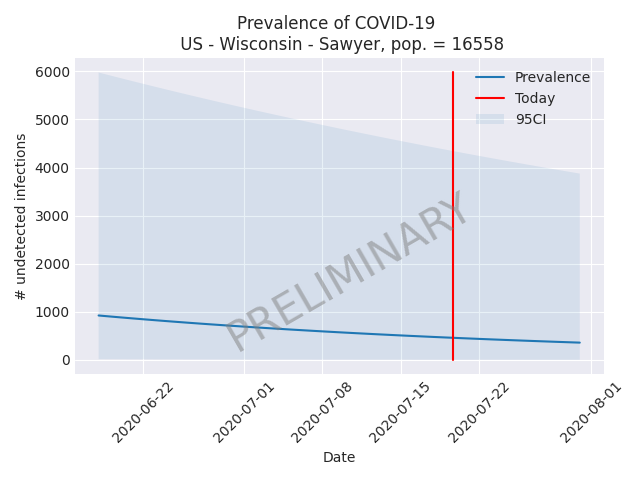 Prevalence of COVID-19
US - Wisconsin - Sawyer, pop. = 16558
# undetected infections
6000
5000
4000
3000
2000
1000
0
Prevalence
Today
95CI
PRELIMINARY
2020-06-22
2020-07-01
2020-07-08
2020-07-15
2020-07-22
2020-08-01
Date